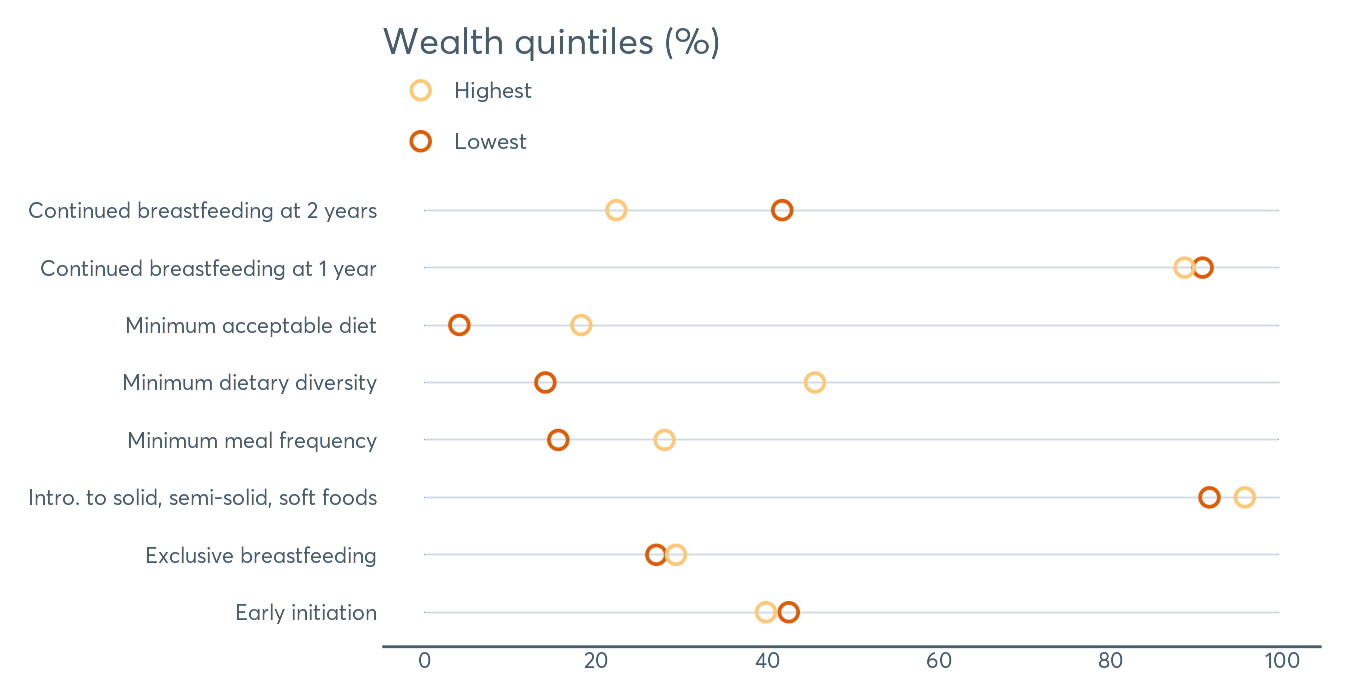 Wealth quintiles (%)
Highest
Lowest
Continued breastfeeding at 2 years
Continued breastfeeding at 1 year
Minimum acceptable diet
Minimum dietary diversity
Minimum meal frequency
Intro. to solid, semi-solid, soft foods
Exclusive breastfeeding
Early initiation
0 20 40 60 80 100